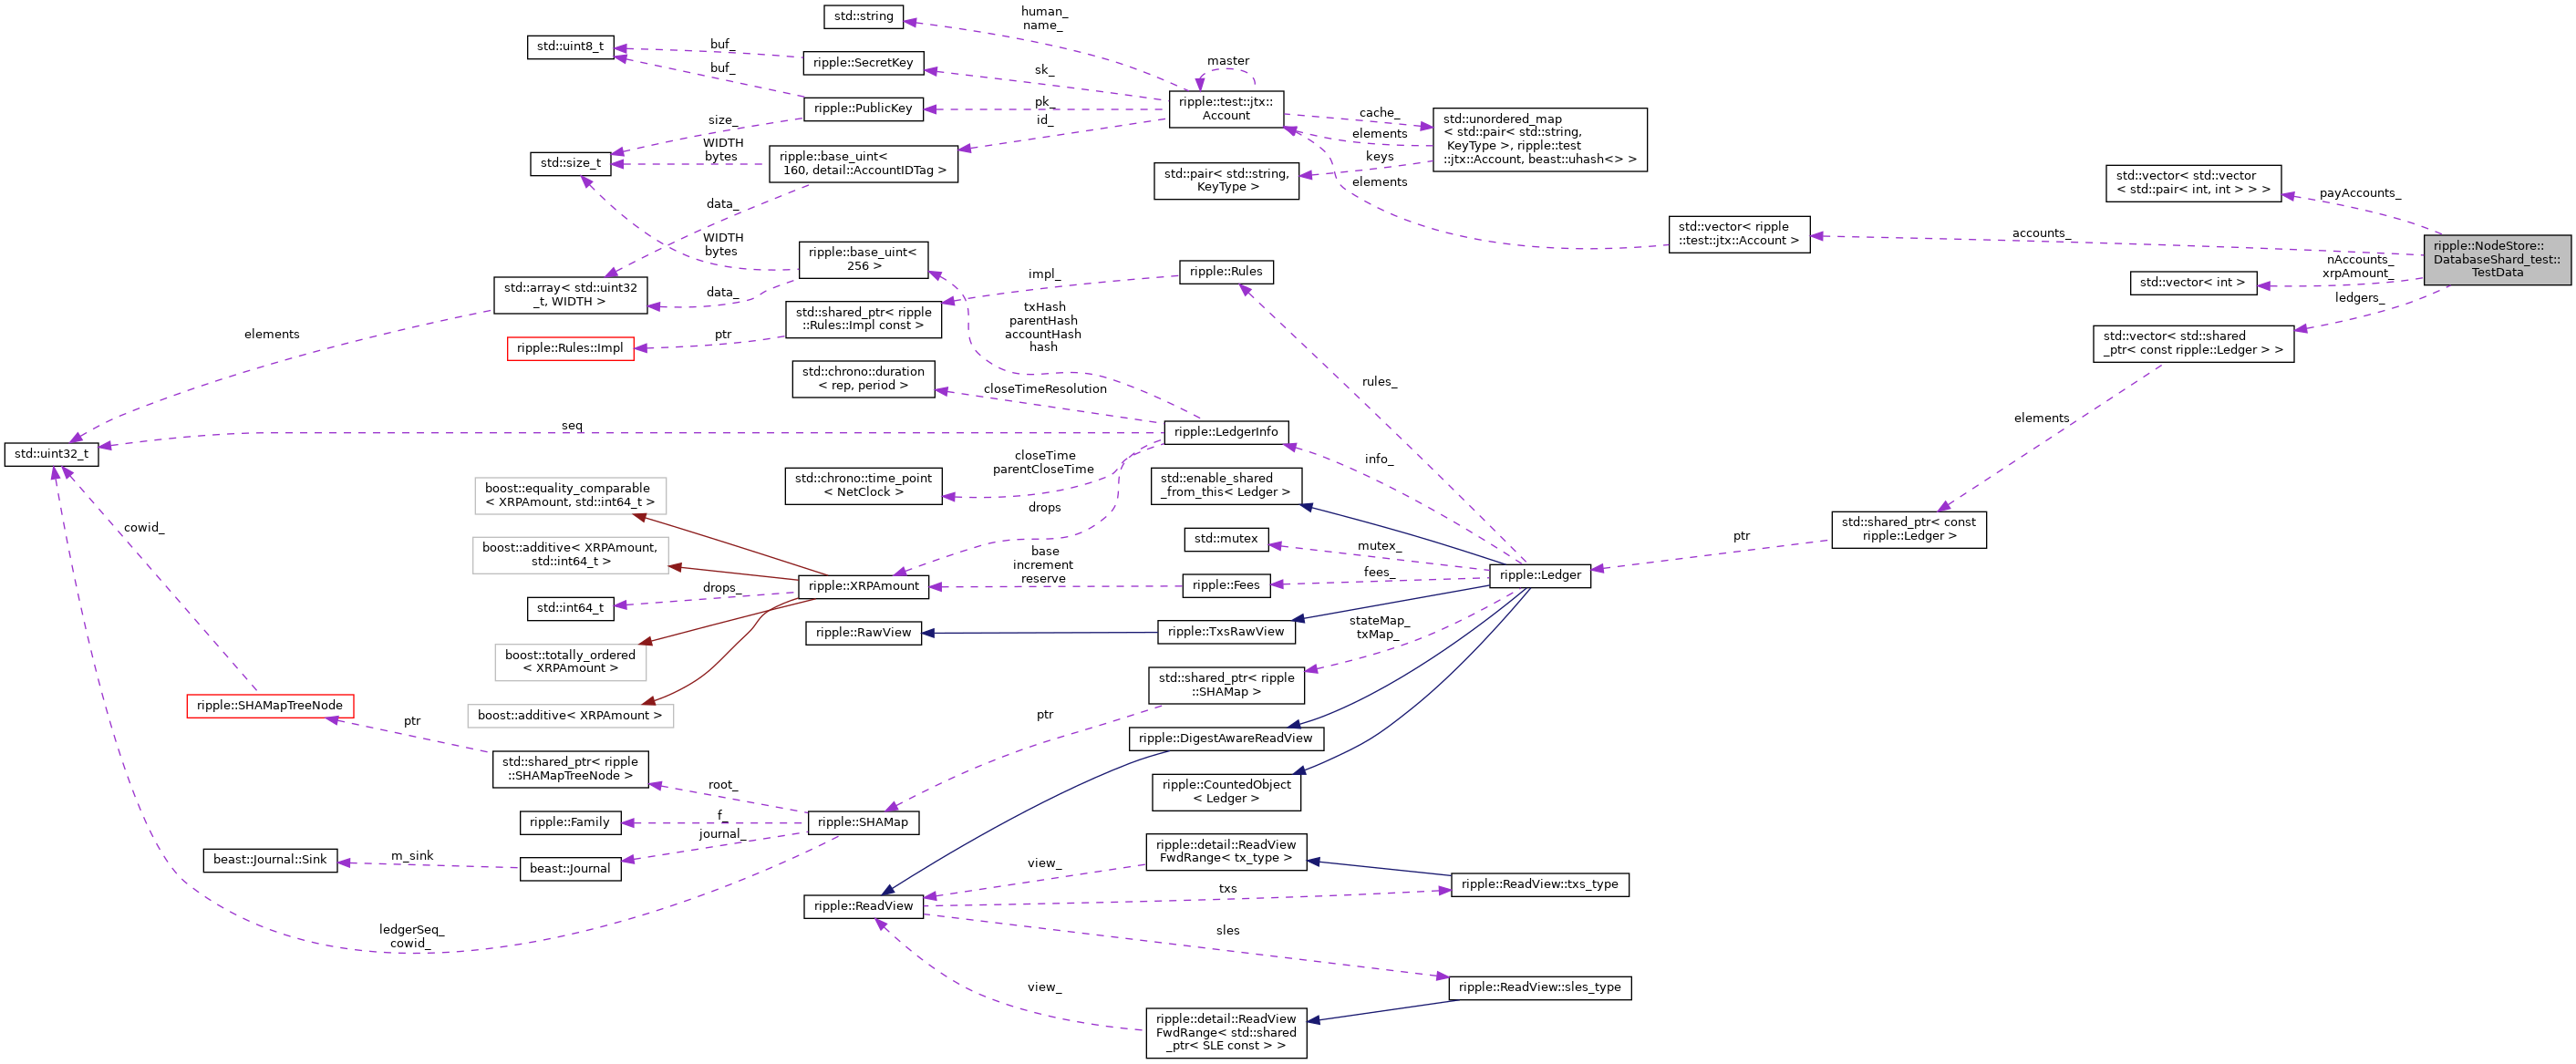 std::string
human_
name_
std::uint8_t
buf_
ripple::SecretKey
sk_
master
buf_
ripple::PublicKey
pk_
ripple::test::jtx::
Account
cache_
std::unordered_map
< std::pair< std::string,
KeyType >, ripple::test
::jtx::Account, beast::uhash<> >
size_
id_
elements
WIDTH
bytes
std::size_t
ripple::base_uint<
160, detail::AccountIDTag >
keys
std::pair< std::string,
KeyType >
elements
std::vector< std::vector
< std::pair< int, int > > >
payAccounts_
data_
std::vector< ripple
::test::jtx::Account >
accounts_
ripple::NodeStore::
DatabaseShard_test::
TestData
WIDTH
bytes
ripple::base_uint<
256 >
nAccounts_
xrpAmount_
std::vector< int >
impl_
ripple::Rules
std::array< std::uint32
_t, WIDTH >
data_
ledgers_
std::shared_ptr< ripple
::Rules::Impl const >
txHash
parentHash
accountHash
hash
elements
ptr
ripple::Rules::Impl
std::vector< std::shared
_ptr< const ripple::Ledger > >
std::chrono::duration
< rep, period >
closeTimeResolution
rules_
elements
seq
ripple::LedgerInfo
std::uint32_t
closeTime
parentCloseTime
info_
std::chrono::time_point
< NetClock >
std::enable_shared
_from_this< Ledger >
boost::equality_comparable
< XRPAmount, std::int64_t >
drops
cowid_
std::shared_ptr< const
ripple::Ledger >
ptr
std::mutex
mutex_
boost::additive< XRPAmount,
std::int64_t >
base
increment
reserve
fees_
ripple::Ledger
ripple::XRPAmount
ripple::Fees
drops_
std::int64_t
ripple::RawView
ripple::TxsRawView
stateMap_
txMap_
boost::totally_ordered
< XRPAmount >
std::shared_ptr< ripple
::SHAMap >
ripple::SHAMapTreeNode
boost::additive< XRPAmount >
ptr
ptr
ripple::DigestAwareReadView
std::shared_ptr< ripple
::SHAMapTreeNode >
root_
ripple::CountedObject
< Ledger >
ripple::Family
f_
ripple::SHAMap
journal_
beast::Journal::Sink
m_sink
beast::Journal
ripple::detail::ReadView
FwdRange< tx_type >
view_
ripple::ReadView::txs_type
txs
ripple::ReadView
ledgerSeq_
cowid_
sles
view_
ripple::ReadView::sles_type
ripple::detail::ReadView
FwdRange< std::shared
_ptr< SLE const > >